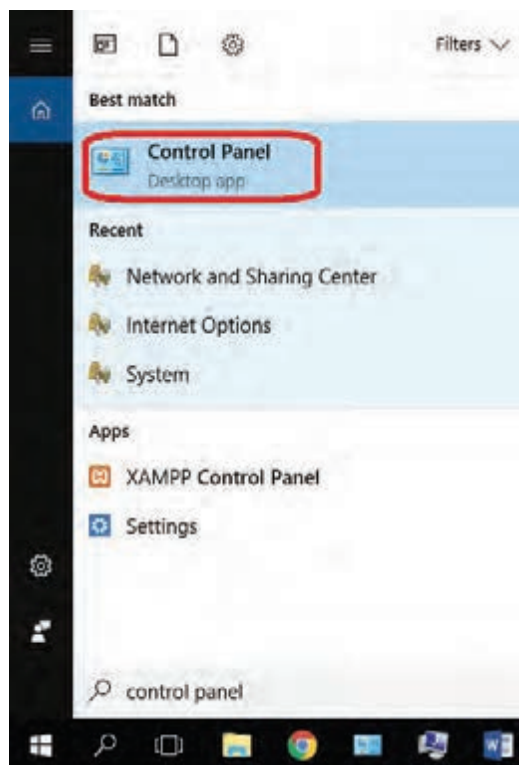 Filters
Best match
Control Panel
Desktop app
Recent
Network and Sharing Center
Internet Options
System
Apps
XAMPP Control Panel
Settings
control panel